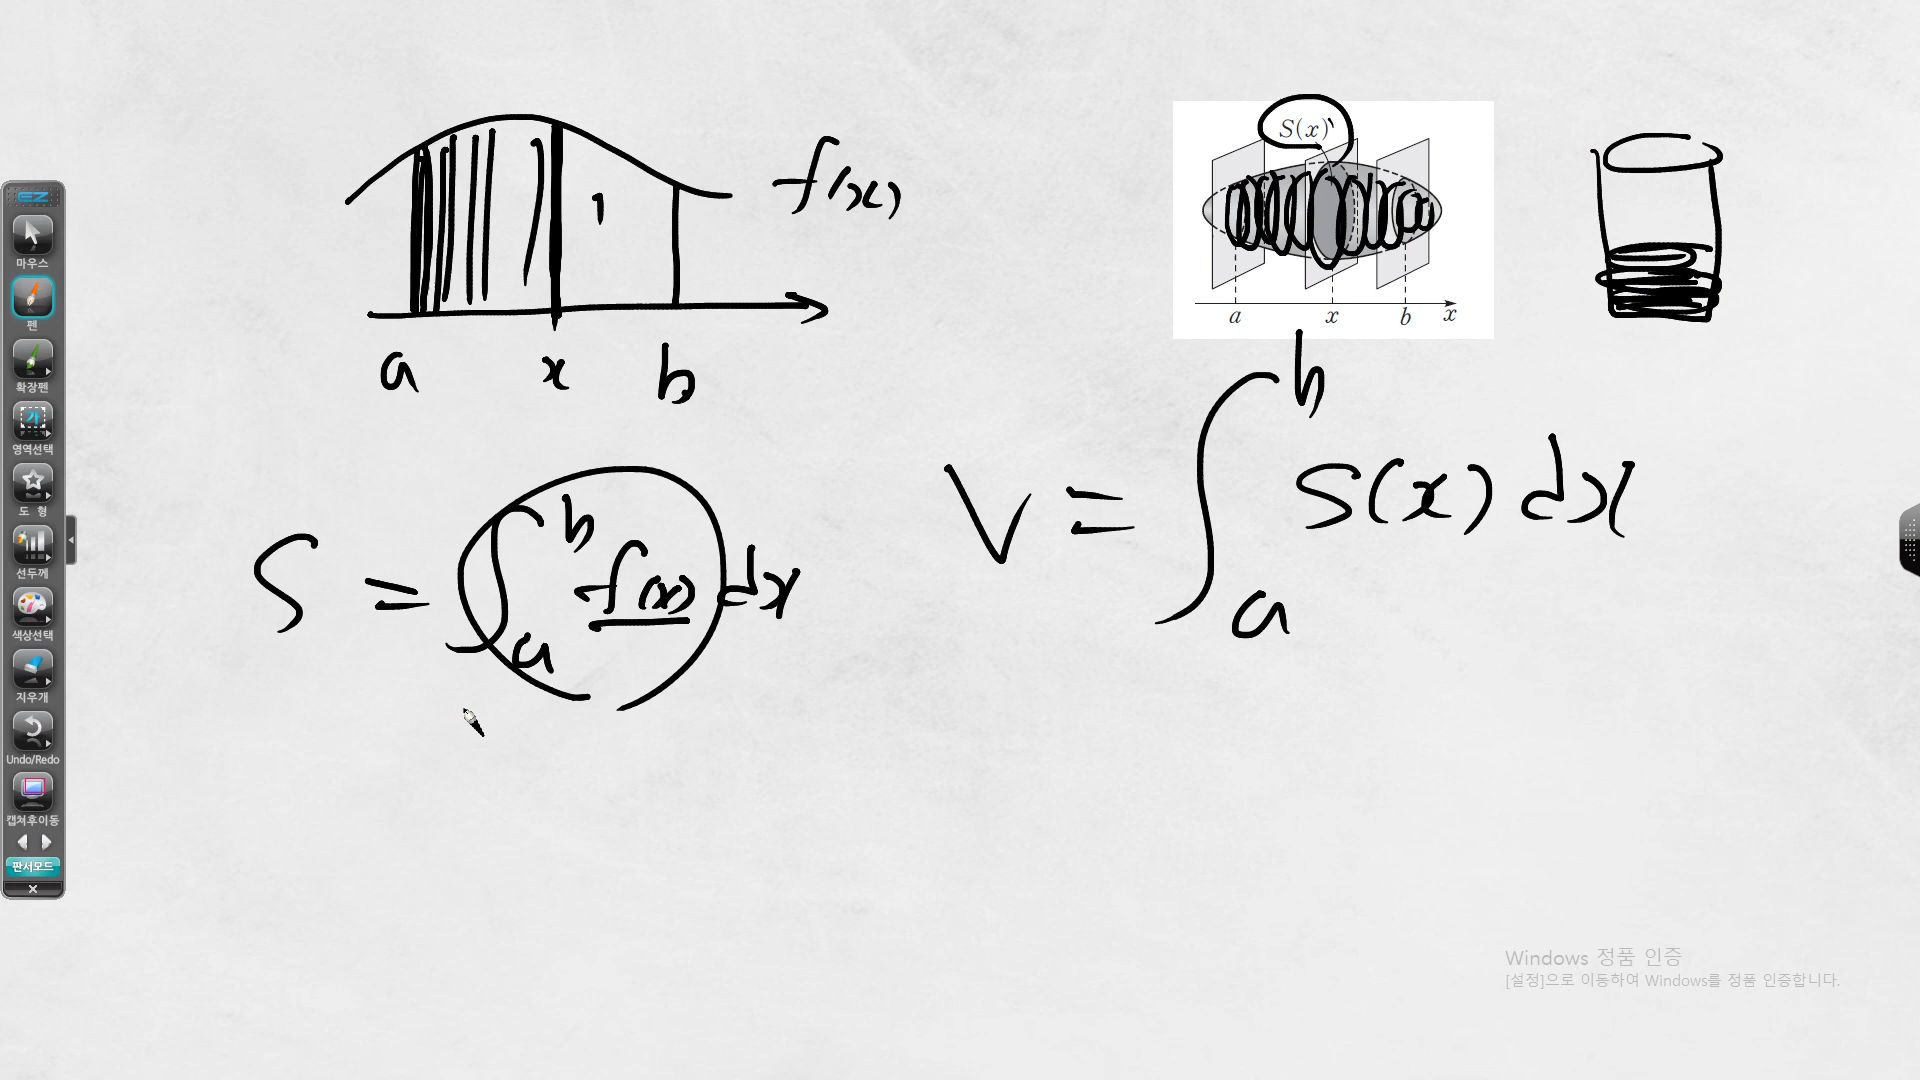 f(x)
a x b
S = ∫ₐᵇ f(x) dx
S(x)
a x b x
V = ∫ₐᵇ S(x) dx
EZ
마우스
펜
확장펜
영역선택
도 형
선두께
색상선택
지우개
Undo/Redo
캡쳐후이동
판서모드
Windows 정품 인증
[설정]으로 이동하여 Windows를 정품 인증합니다.